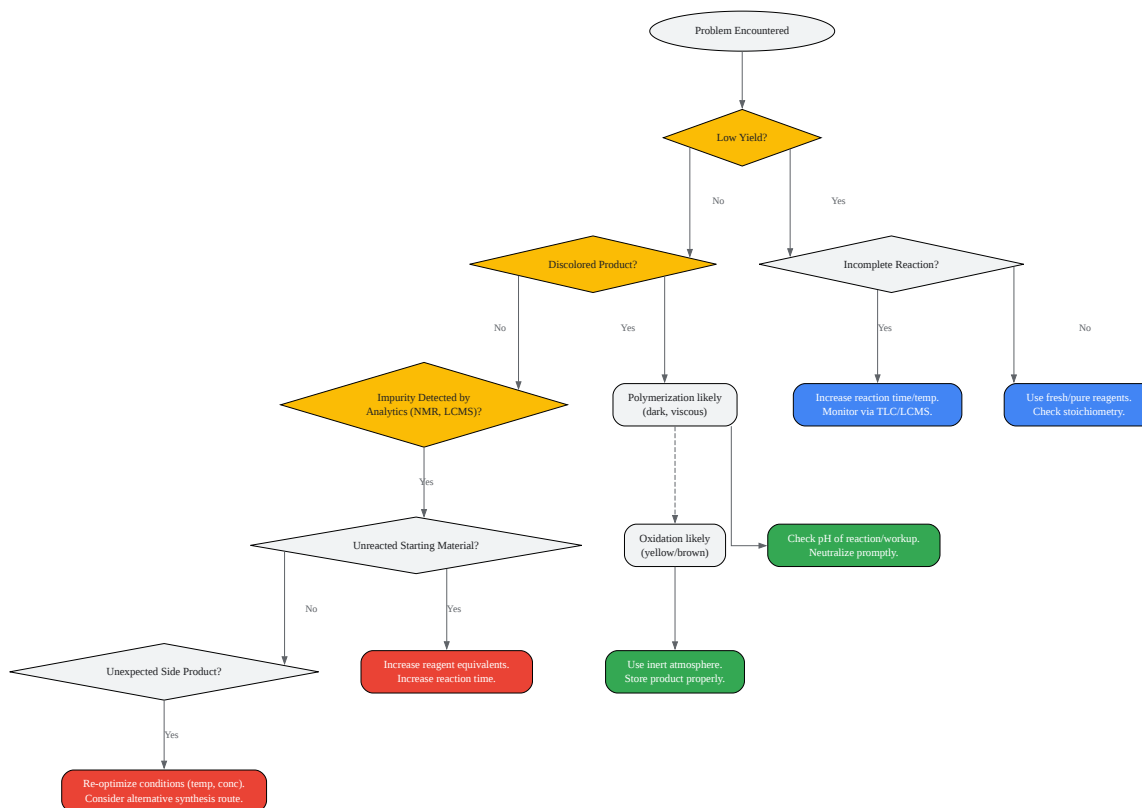 Problem Encountered
Low Yield?
No
Yes
Discolored Product?
Incomplete Reaction?
No
Yes
Yes
No
Impurity Detected by
Analytics (NMR, LCMS)?
Polymerization likely
(dark, viscous)
Increase reaction time/temp.
Monitor via TLC/LCMS.
Use fresh/pure reagents.
Check stoichiometry.
Yes
Unreacted Starting Material?
Oxidation likely
(yellow/brown)
Check pH of reaction/workup.
Neutralize promptly.
No
Yes
Unexpected Side Product?
Increase reagent equivalents.
Increase reaction time.
Use inert atmosphere.
Store product properly.
Yes
Re-optimize conditions (temp, conc).
Consider alternative synthesis route.